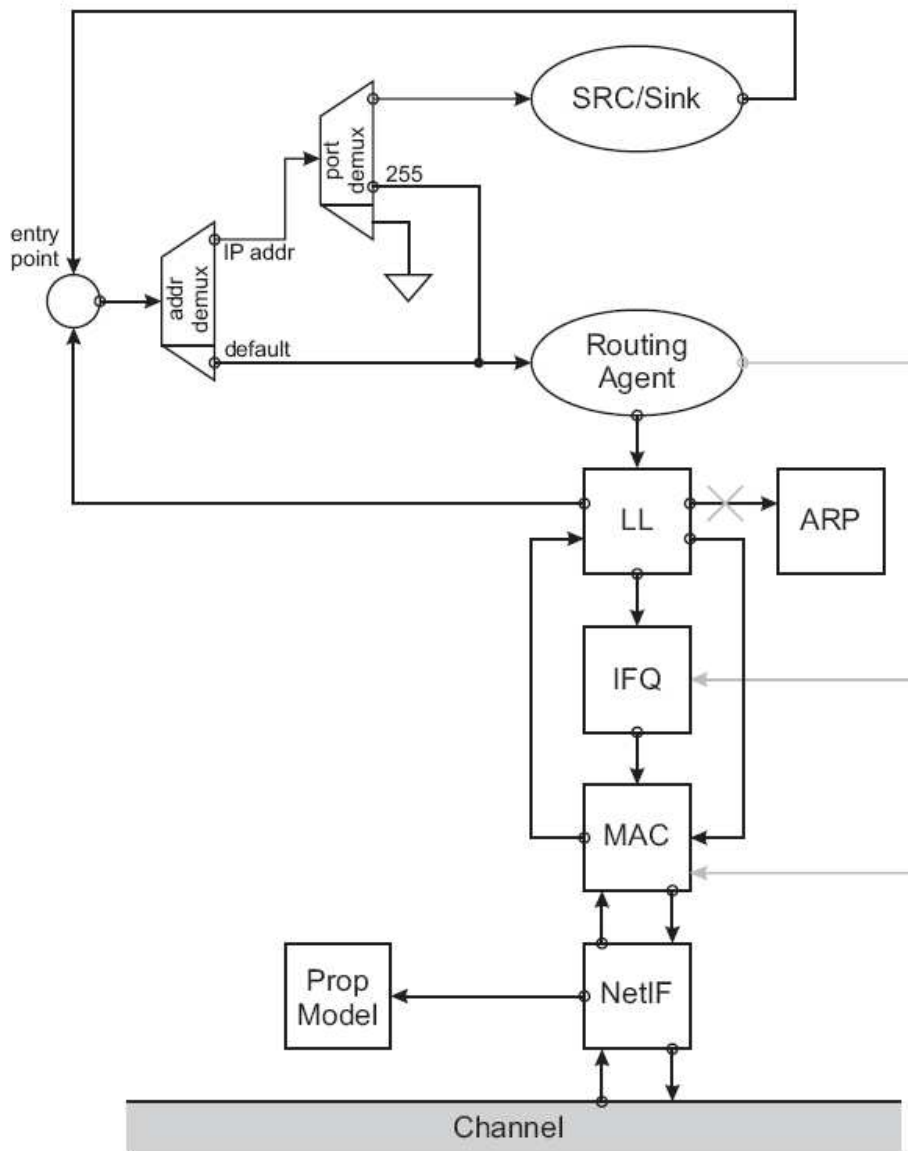 SRC/Sink
port
demux
255
entry
point
IP addr
addr
demux
default
Routing
Agent
LL
ARP
IFQ
MAC
Prop
Model
NetIF
Channel